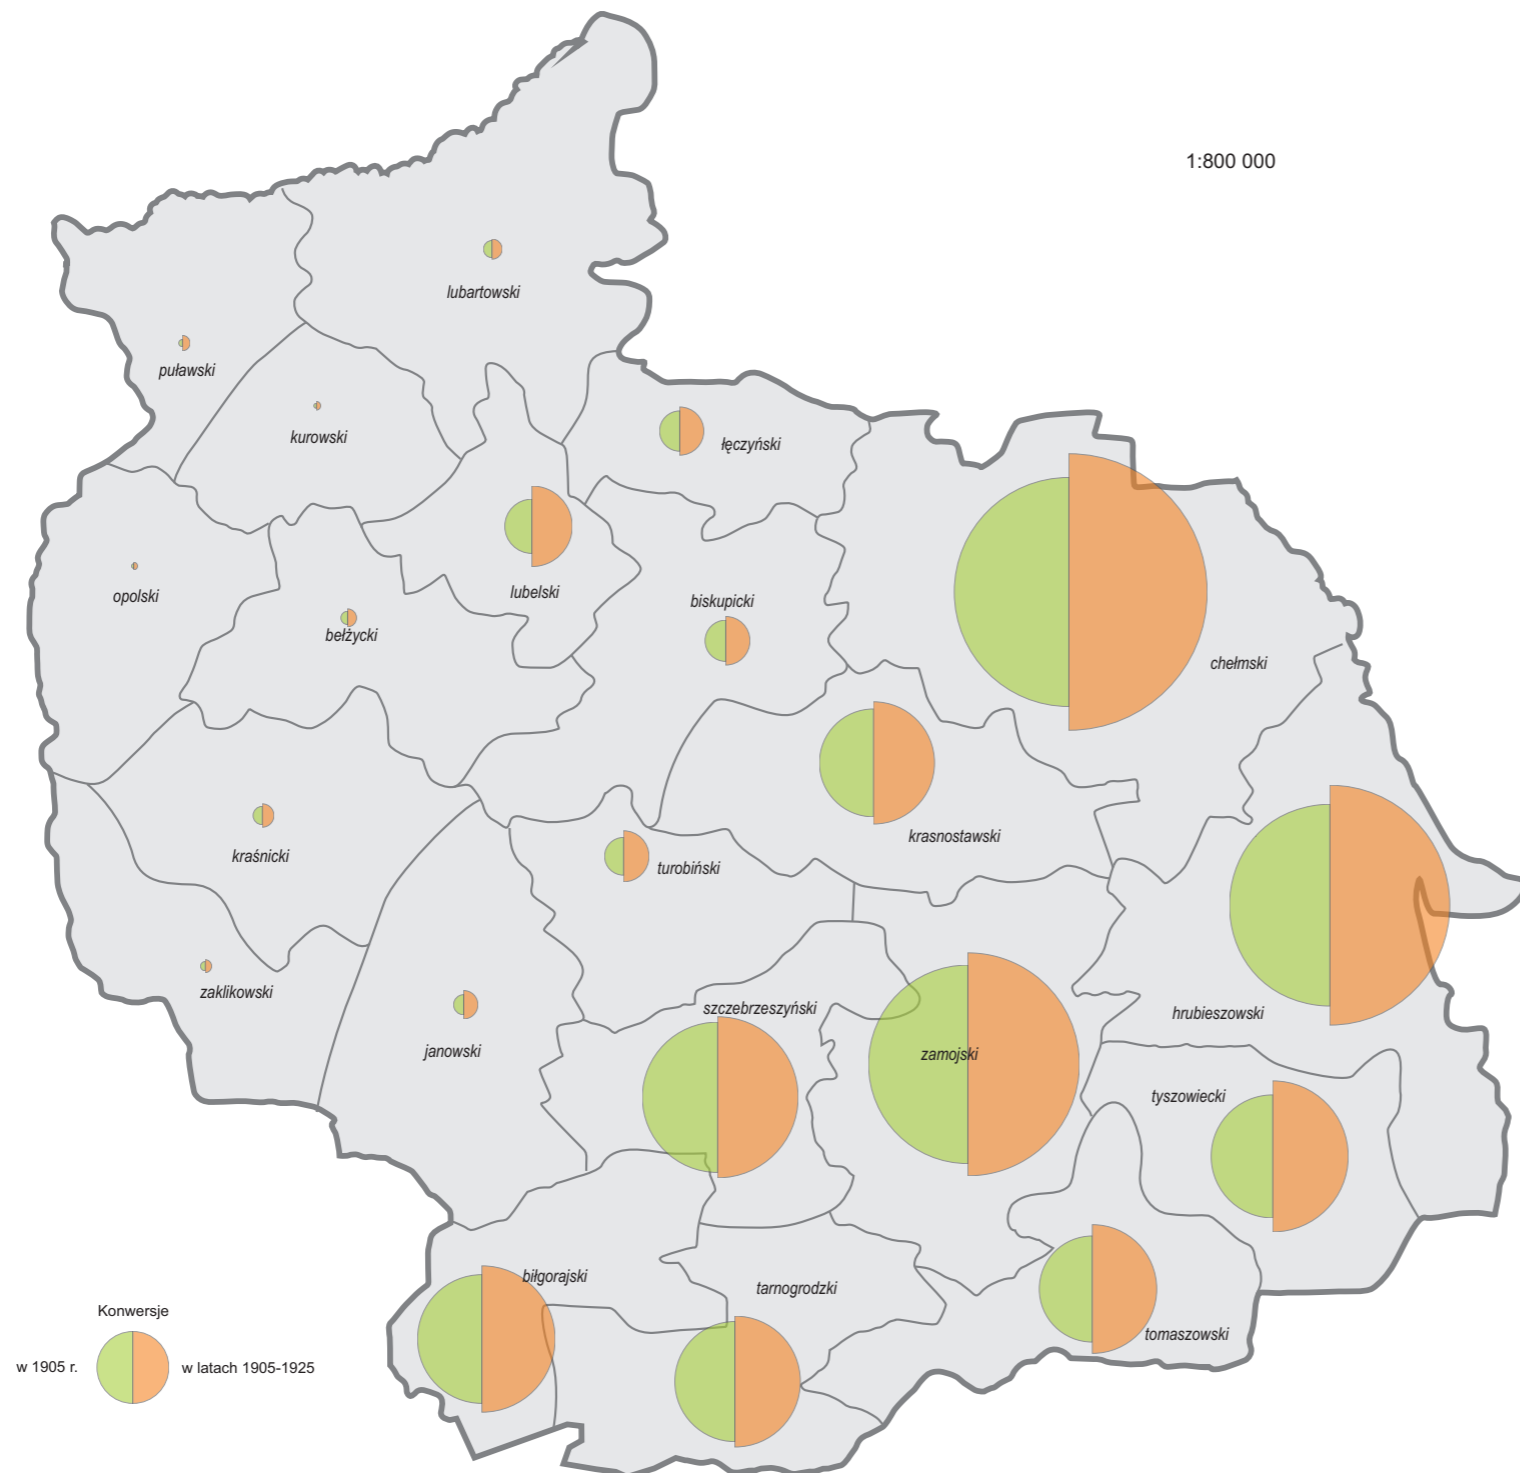 1:800 000
lubartowski
puławski
kurowski
łęczyński
opolski
lubelski
biskupicki
bełżycki
chełmski
krasnostawski
kraśnicki
turobiński
zaklikowski
szczebrzeszyński
hrubieszowski
janowski
zamojski
tyszowiecki
biłgorajski
tarnogrodzki
tomaszowski
Konwersje
w 1905 r.
w latach 1905-1925